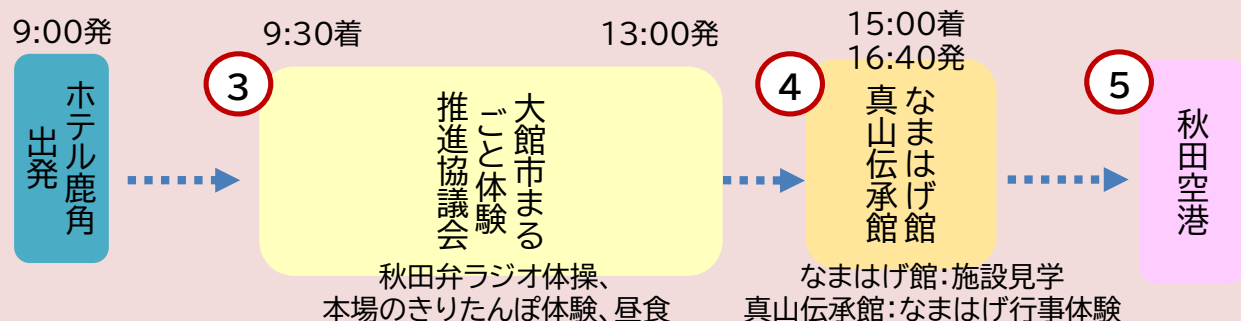 9:00発
ホテル鹿角
出発
9:30着
13:00発
③
大館市まる
ごと体験
推進協議会
秋田弁ラジオ体操、
本場のきりたんぽ体験、昼食
15:00着
16:40発
④
なまはげ館
真山伝承館
なまはげ館：施設見学
真山伝承館：なまはげ行事体験
⑤
秋田空港